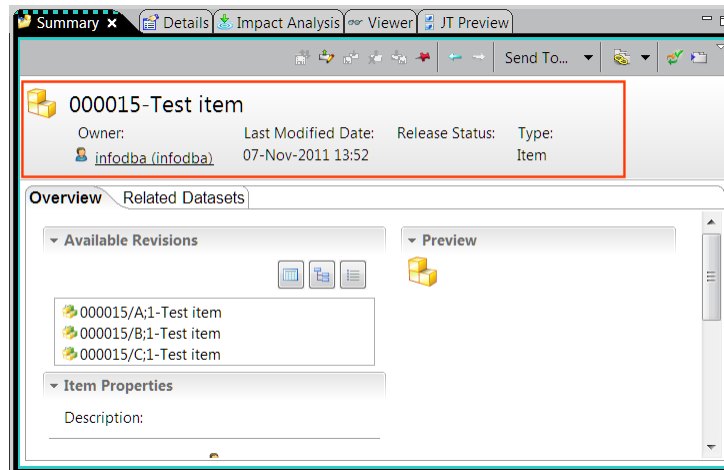 Summary Details Impact Analysis Viewer JT Preview
Send To...
000015-Test item
Owner: Last Modified Date: Release Status: Type:
infodba (infodba) 07-Nov-2011 13:52 Item
Overview Related Datasets
Available Revisions
000015/A;1-Test item
000015/B;1-Test item
000015/C;1-Test item
Item Properties
Description:
Preview